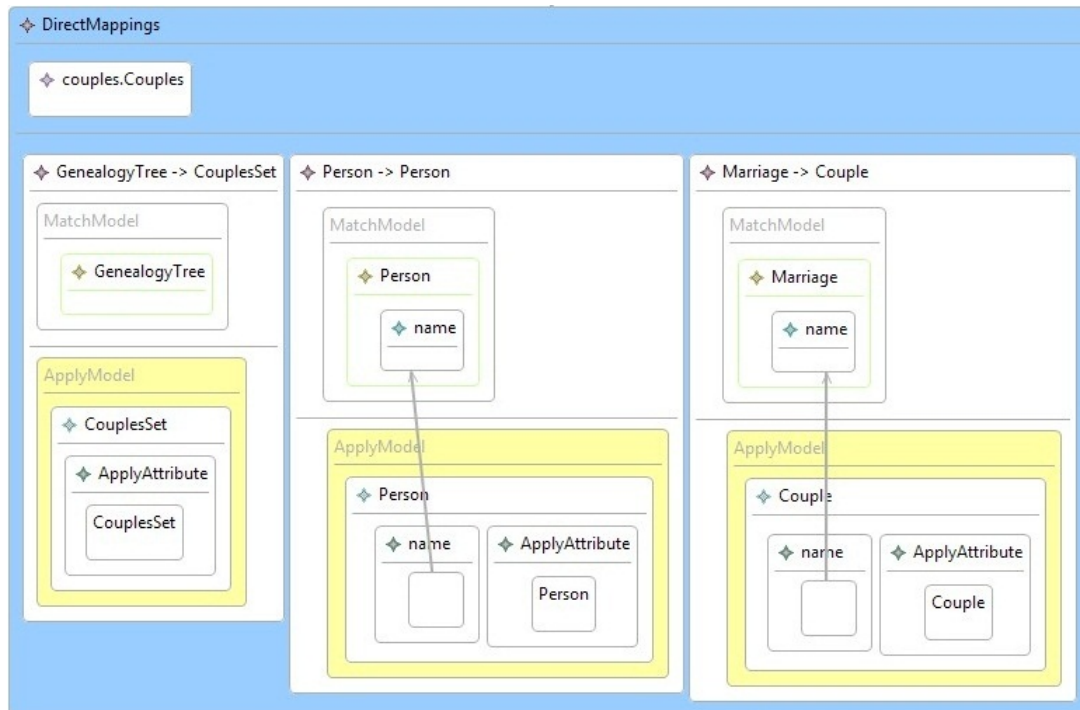 DirectMappings
couples.Couples
GenealogyTree -> CouplesSet
MatchModel
GenealogyTree
ApplyModel
CouplesSet
ApplyAttribute
CouplesSet
Person -> Person
MatchModel
Person
name
ApplyModel
Person
name
ApplyAttribute
Person
Marriage -> Couple
MatchModel
Marriage
name
ApplyModel
Couple
name
ApplyAttribute
Couple